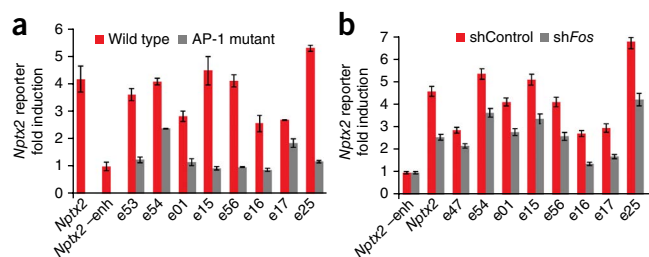 a
Wild type AP-1 mutant
Nptx2 reporter
fold induction
6
5
4
3
2
1
0
Nptx2
Nptx2 –enh
e53
e54
e01
e15
e56
e16
e17
e25
b
shControl shFos
Nptx2 reporter
fold induction
7
6
5
4
3
2
1
0
Nptx2 –enh
Nptx2
e47
e54
e01
e15
e56
e16
e17
e25